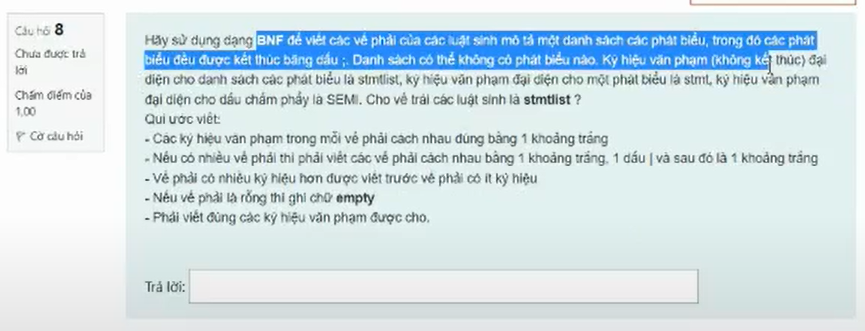 Câu hỏi 8
Chưa được trả
lời
Chấm điểm của
1,00
Cờ câu hỏi
Hãy sử dụng dạng BNF để viết các vế phải của các luật sinh mô tả một danh sách các phát biểu, trong đó các phát
biểu đều được kết thúc bằng dấu ;. Danh sách có thể không có phát biểu nào. Ký hiệu văn phạm (không kết thúc) đại
diện cho danh sách các phát biểu là stmtlist, ký hiệu văn phạm đại diện cho một phát biểu là stmt, ký hiệu văn phạm
đại diện cho dấu chấm phẩy là SEMI. Cho vế trái các luật sinh là stmtlist ?
Qui ước viết:
- Các ký hiệu văn phạm trong mỗi vế phải cách nhau đúng bằng 1 khoảng trắng
- Nếu có nhiều vế phải thì phải viết các vế phải cách nhau bằng 1 khoảng trắng, 1 dấu | và sau đó là 1 khoảng trắng
- Vế phải có nhiều ký hiệu hơn được viết trước vế phải có ít ký hiệu
- Nếu vế phải là rỗng thì ghi chữ empty
- Phải viết đúng các ký hiệu văn phạm được cho.
Trả lời: